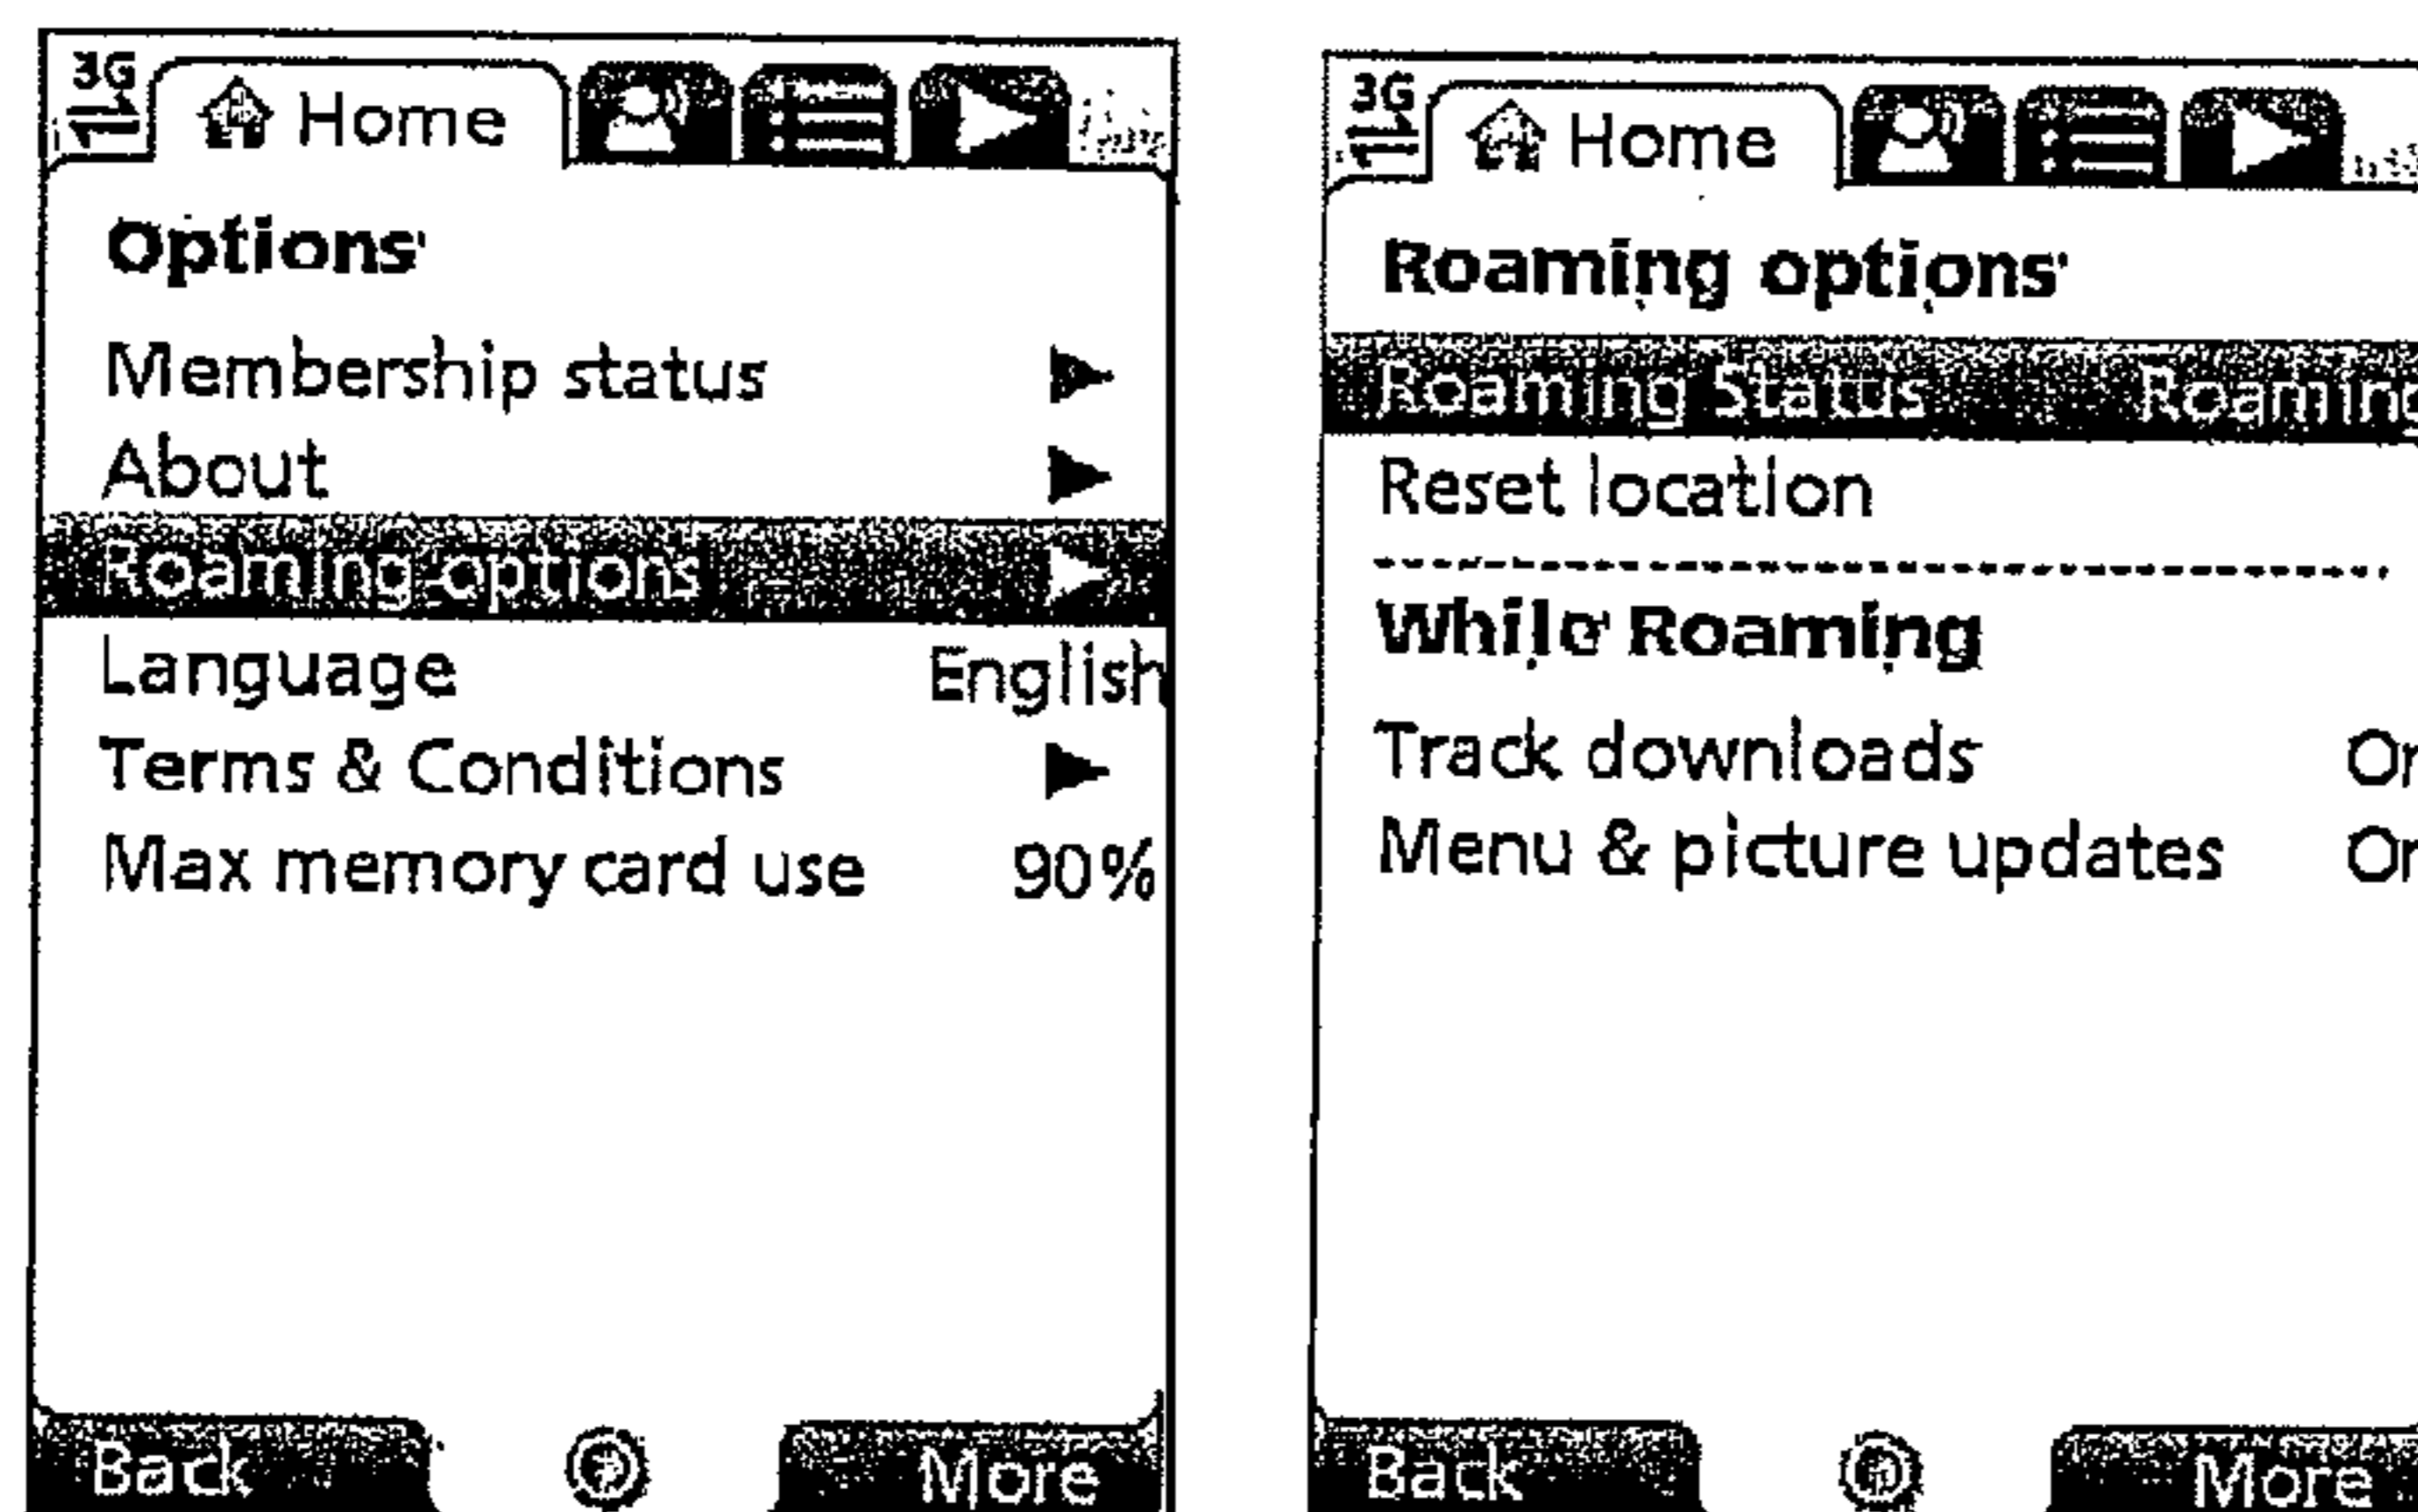 3G
Home
Options
Membership status
About
Roaming options
Language English
Terms & Conditions
Max memory card use 90%
Back More
3G
Home
Roaming options
Roaming Status Roaming
Reset location
While Roaming
Track downloads
Menu & picture updates
Back More